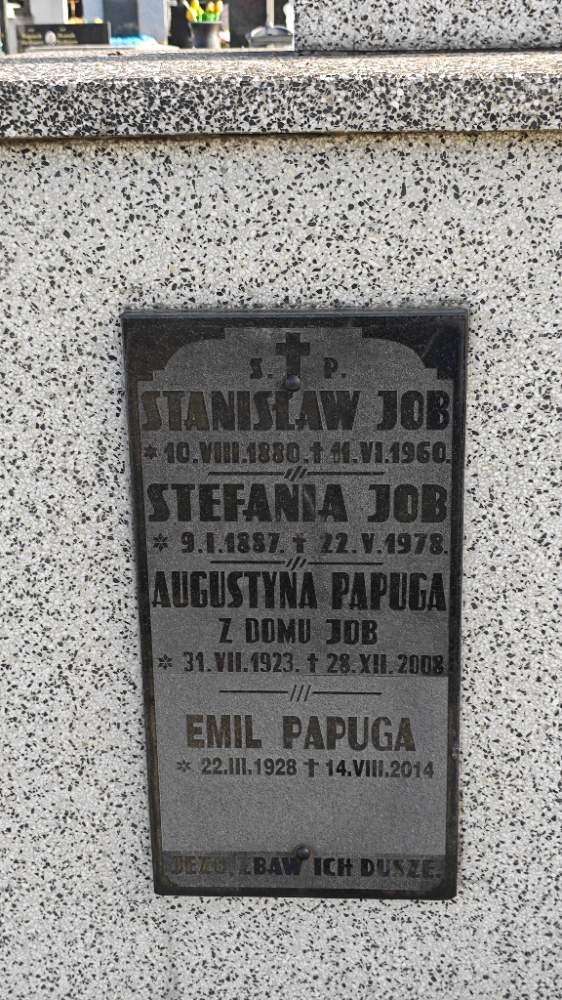 S. P.
STANISŁAW JOB
* 10.VIII.1880. † 11.VI.1960.
STEFANIA JOB
* 9.I.1887. † 22.V.1978.
AUGUSTYNA PAPUGA
Z DOMU JOB
* 31.VII.1923. † 28.XII.2008
EMIL PAPUGA
* 22.III.1928 † 14.VIII.2014
JEZU, ZBAW ICH DUSZE.